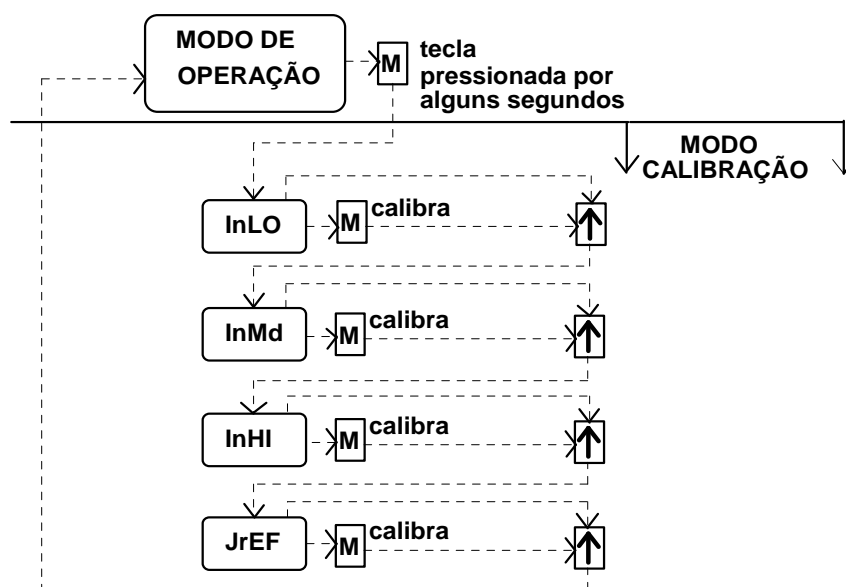 MODO DE
OPERAÇÃO
M
tecla
pressionada por
alguns segundos
MODO
CALIBRAÇÃO
InLO
M
calibra
InMd
M
calibra
InHI
M
calibra
JrEF
M
calibra